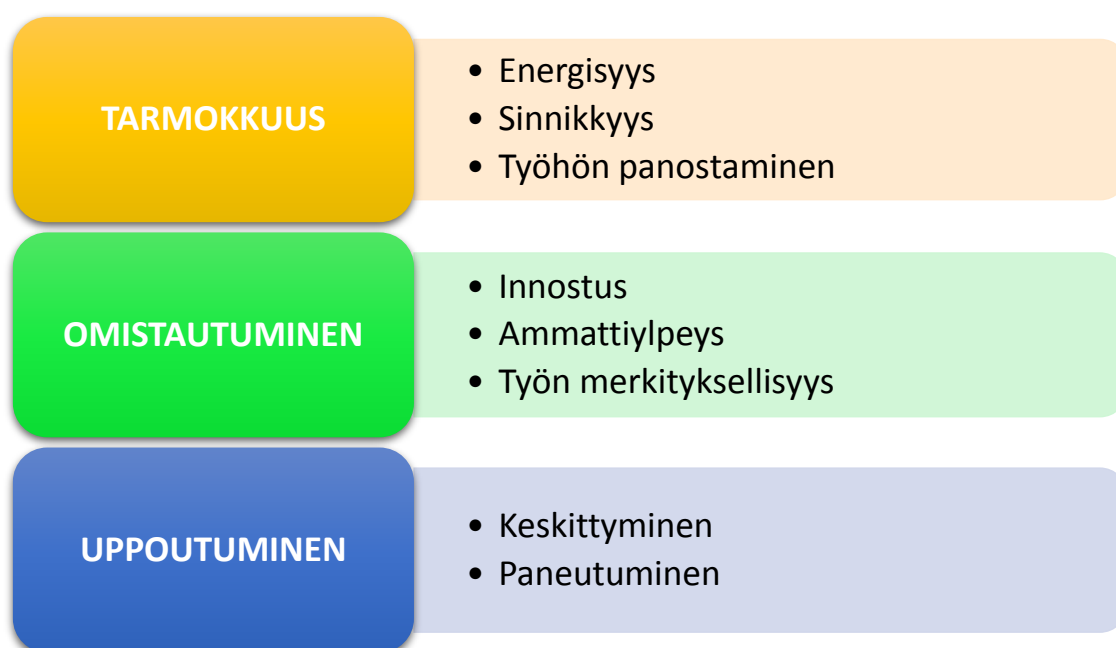 TARMOKKUUS
• Energisyys
• Sinnikkyys
• Työhön panostaminen
OMISTAUTUMINEN
• Innostus
• Ammattiylpeys
• Työn merkityksellisyys
UPPOUTUMINEN
• Keskittyminen
• Paneutuminen